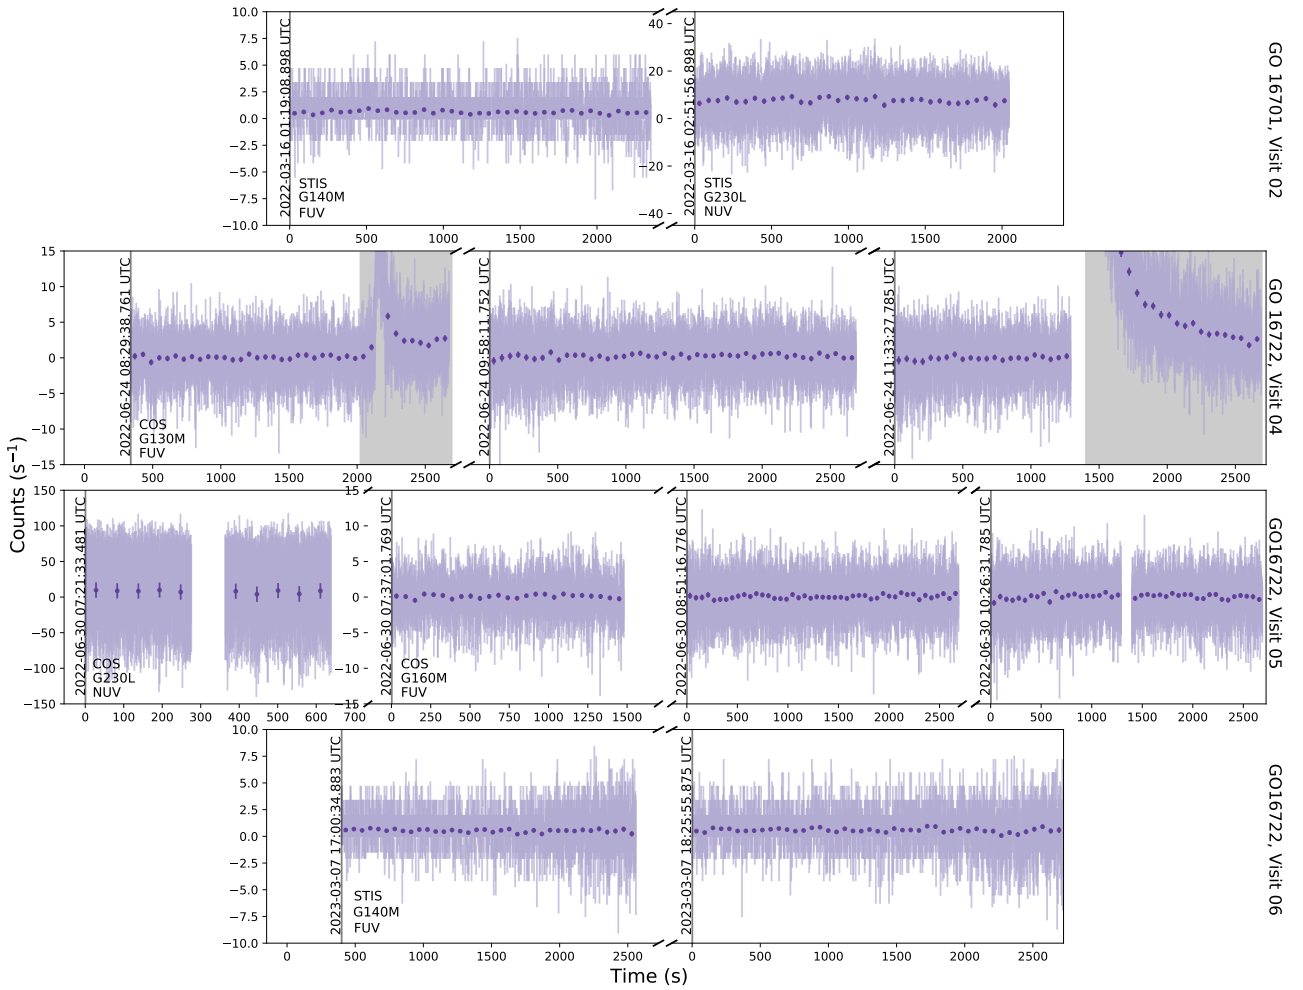 10.0
7.5
5.0
2.5
0.0
−2.5
−5.0
−7.5
−10.0
2022-03-16 01:19:08.898 UTC
STIS
G140M
FUV
0 500 1000 1500 2000
40
20
0
−20
−40
2022-03-16 02:51:56.898 UTC
STIS
G230L
NUV
0 500 1000 1500 2000
GO 16701, Visit 02
15
10
5
0
−5
−10
−15
2022-06-24 08:29:38.761 UTC
COS
G130M
FUV
0 500 1000 1500 2000 2500
2022-06-24 09:58:11.752 UTC
0 500 1000 1500 2000 2500
2022-06-24 11:33:27.785 UTC
0 500 1000 1500 2000 2500
GO 16722, Visit 04
Counts (s−1)
150
100
50
0
−50
−100
−150
2022-06-30 07:21:33.481 UTC
COS
G230L
NUV
0 100 200 300 400 500 600 700
15
10
5
0
−5
−10
−15
2022-06-30 07:37:01.769 UTC
COS
G160M
FUV
0 250 500 750 1000 1250 1500
2022-06-30 08:51:16.776 UTC
0 500 1000 1500 2000 2500
2022-06-30 10:26:31.785 UTC
0 500 1000 1500 2000 2500
GO16722, Visit 05
10.0
7.5
5.0
2.5
0.0
−2.5
−5.0
−7.5
−10.0
2023-03-07 17:00:34.883 UTC
STIS
G140M
FUV
0 500 1000 1500 2000 2500
2023-03-07 18:25:55.875 UTC
0 500 1000 1500 2000 2500
GO16722, Visit 06
Time (s)